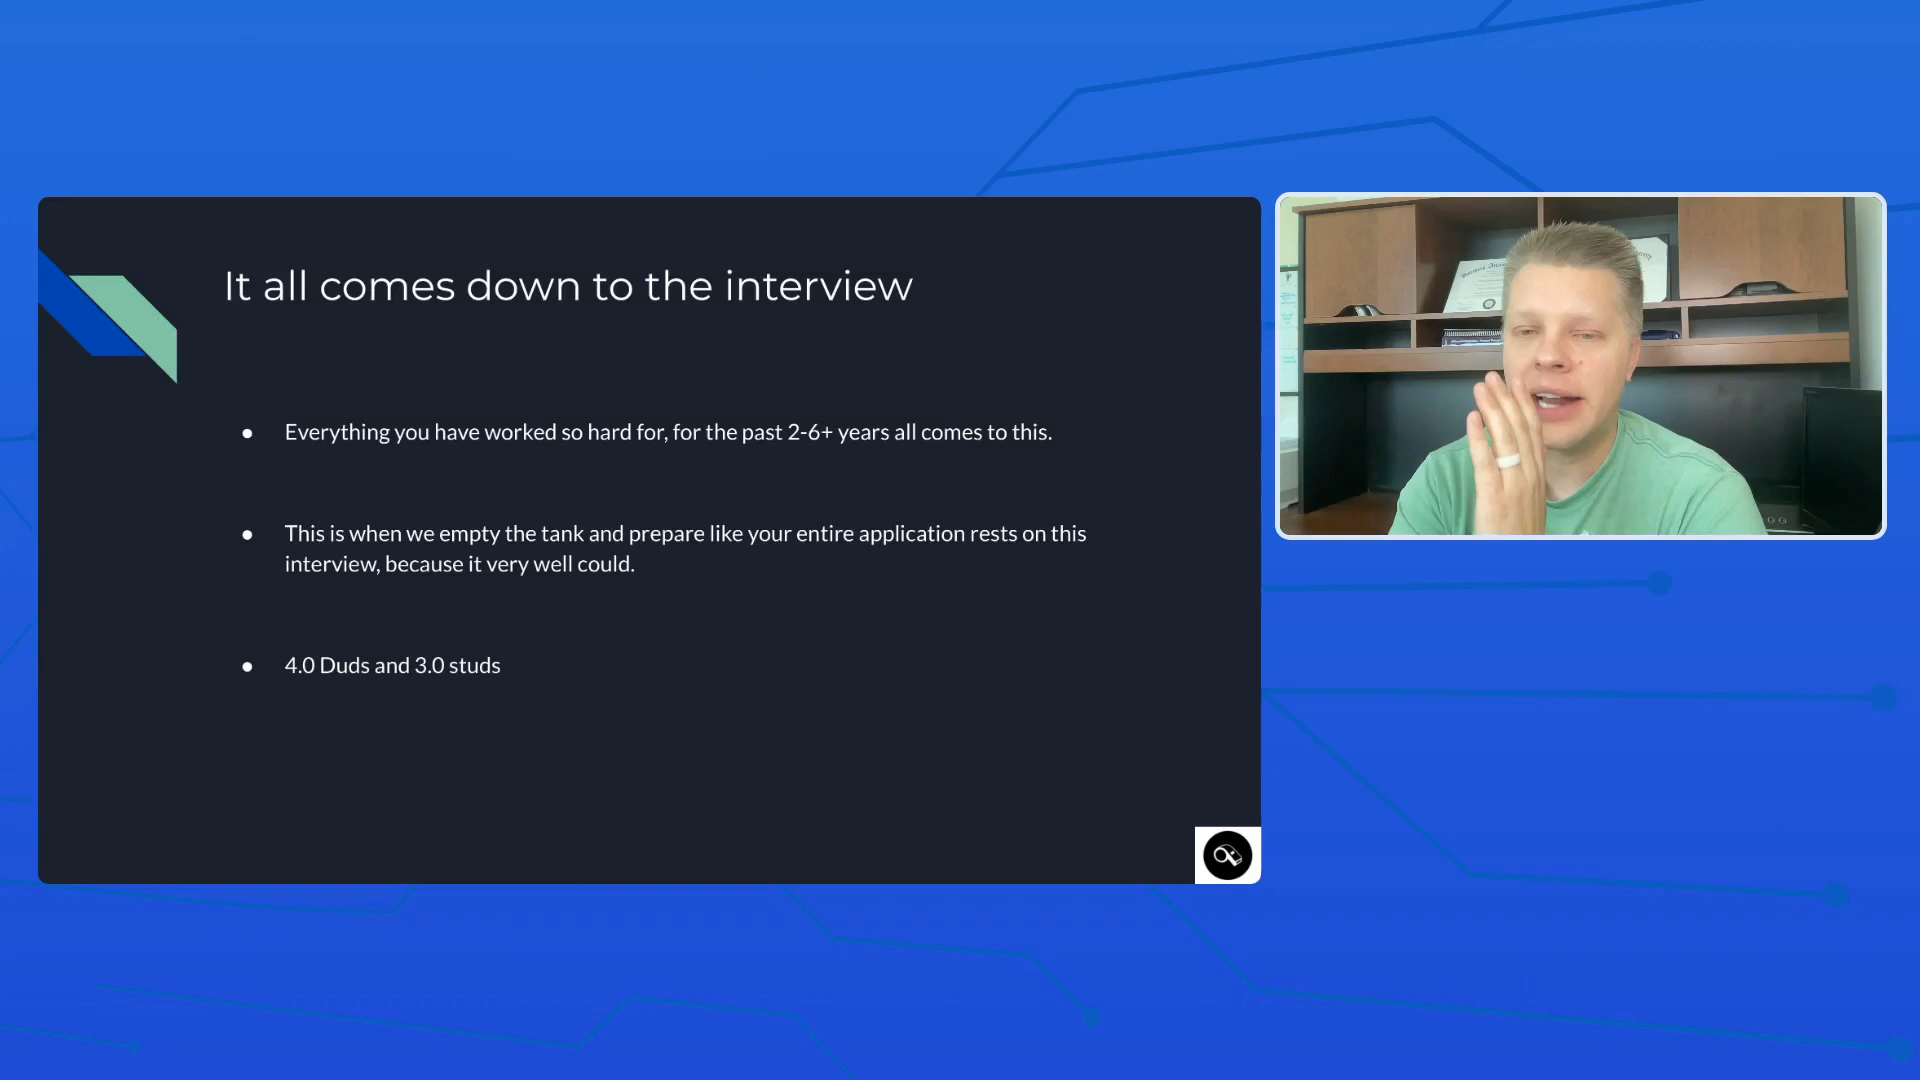 It all comes down to the interview
● Everything you have worked so hard for, for the past 2-6+ years all comes to this.
● This is when we empty the tank and prepare like your entire application rests on this
interview, because it very well could.
● 4.0 Duds and 3.0 studs